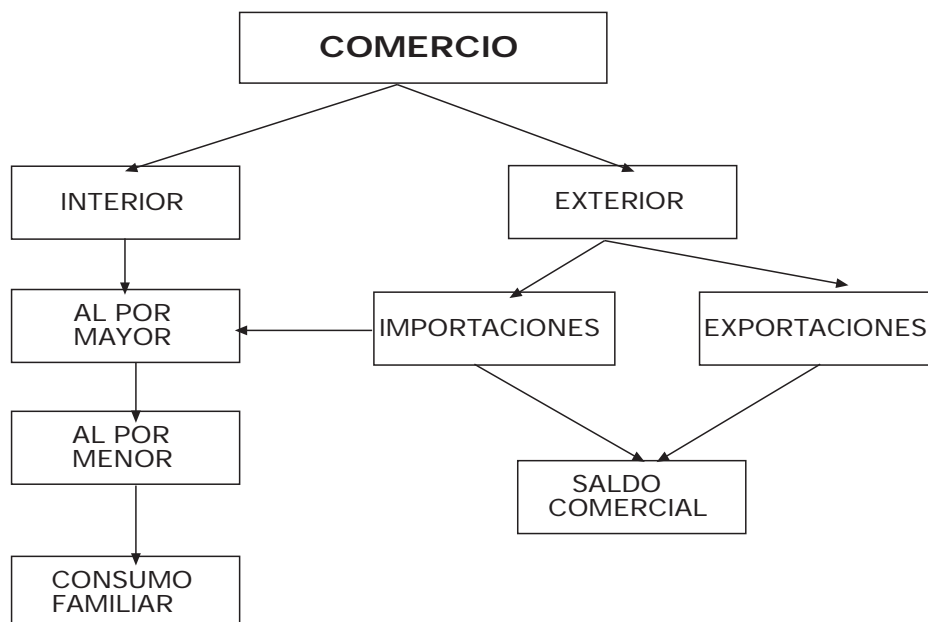 COMERCIO
INTERIOR
EXTERIOR
AL POR
MAYOR
IMPORTACIONES
EXPORTACIONES
AL POR
MENOR
SALDO
COMERCIAL
CONSUMO
FAMILIAR